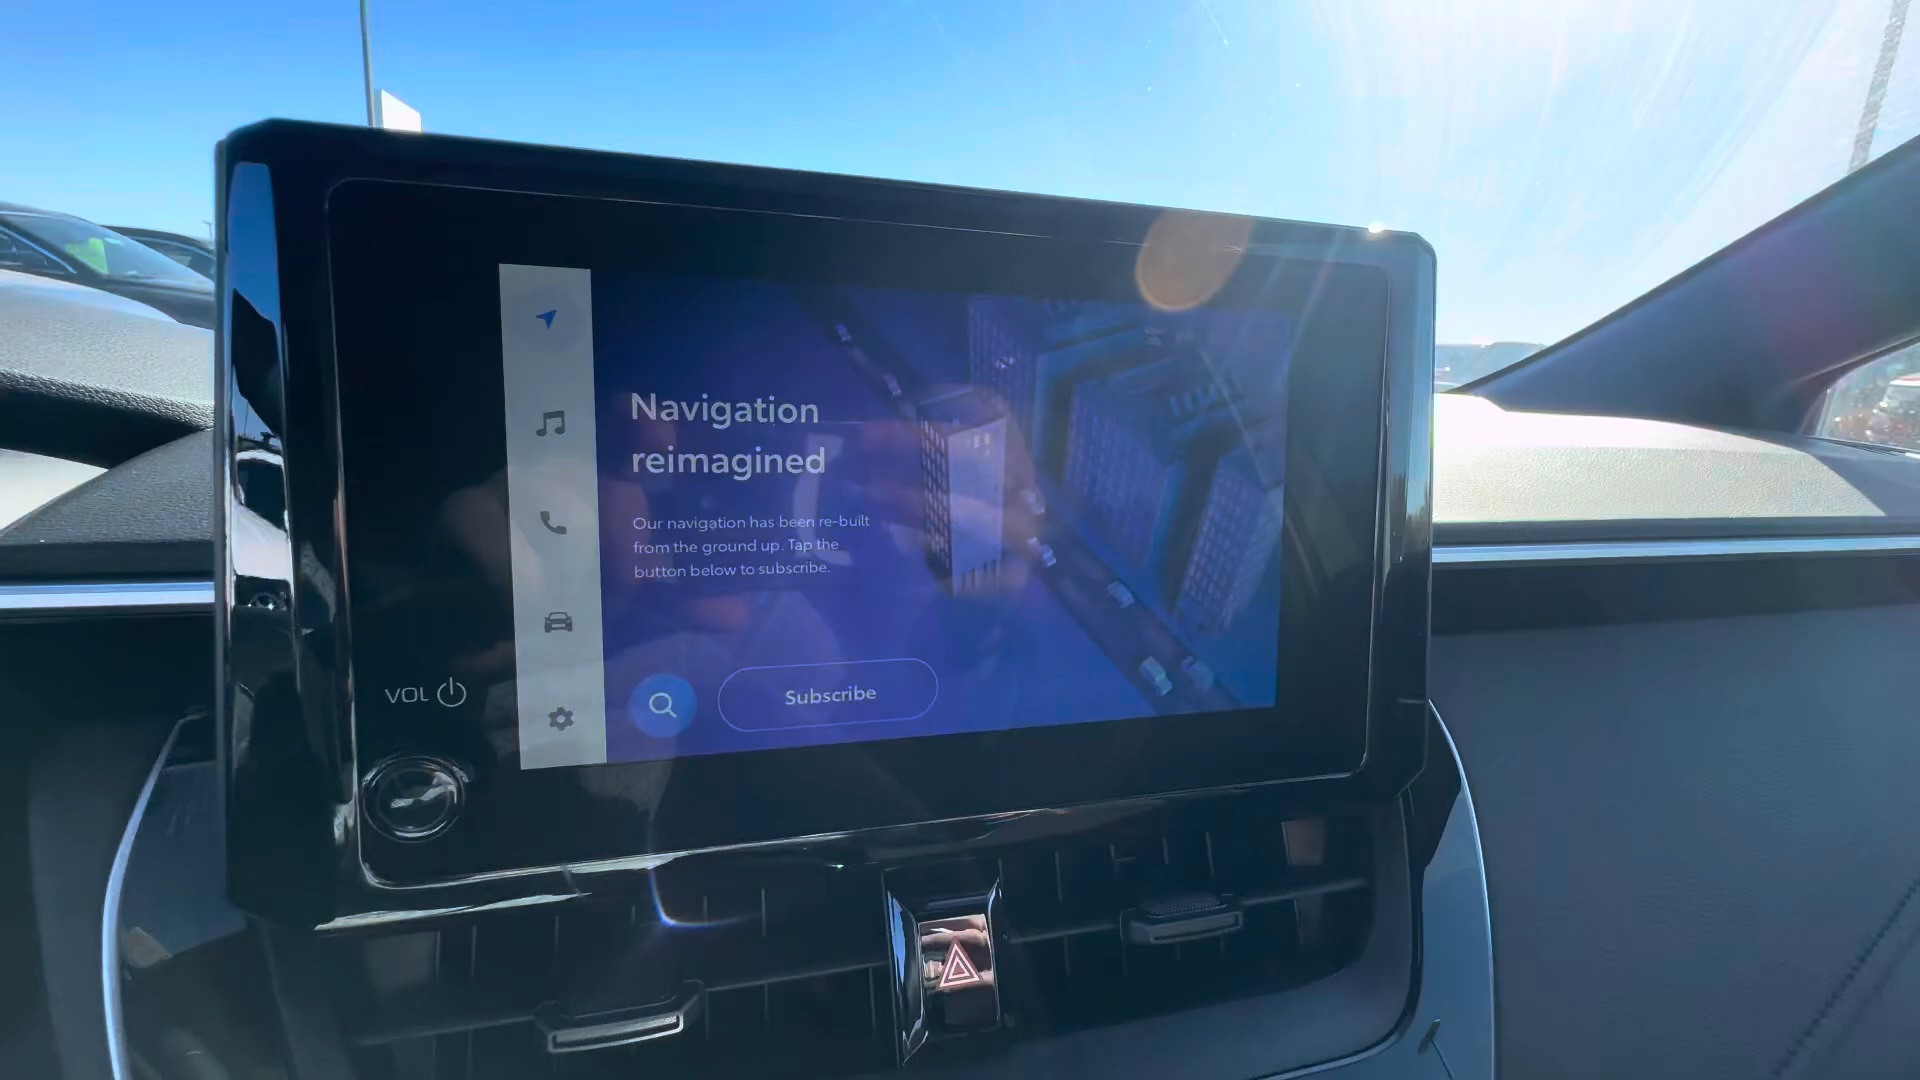 Navigation
reimagined
Our navigation has been re-built
from the ground up. Tap the
button below to subscribe.
Subscribe
VOL